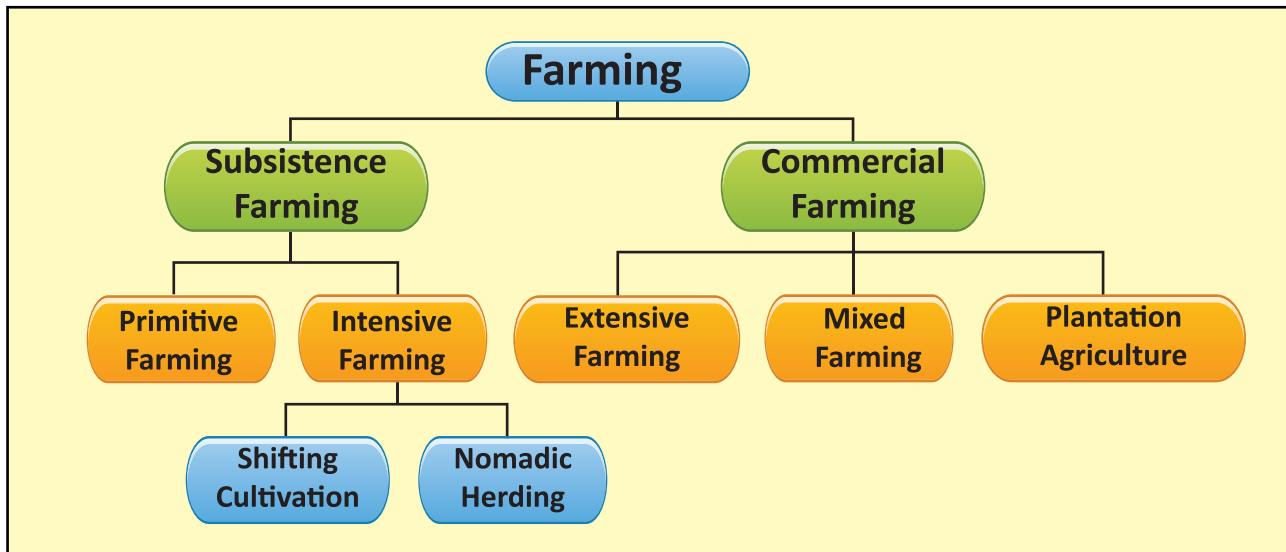 Farming
Subsistence
Farming
Commercial
Farming
Primitive
Farming
Intensive
Farming
Extensive
Farming
Mixed
Farming
Plantation
Agriculture
Shifting
Cultivation
Nomadic
Herding